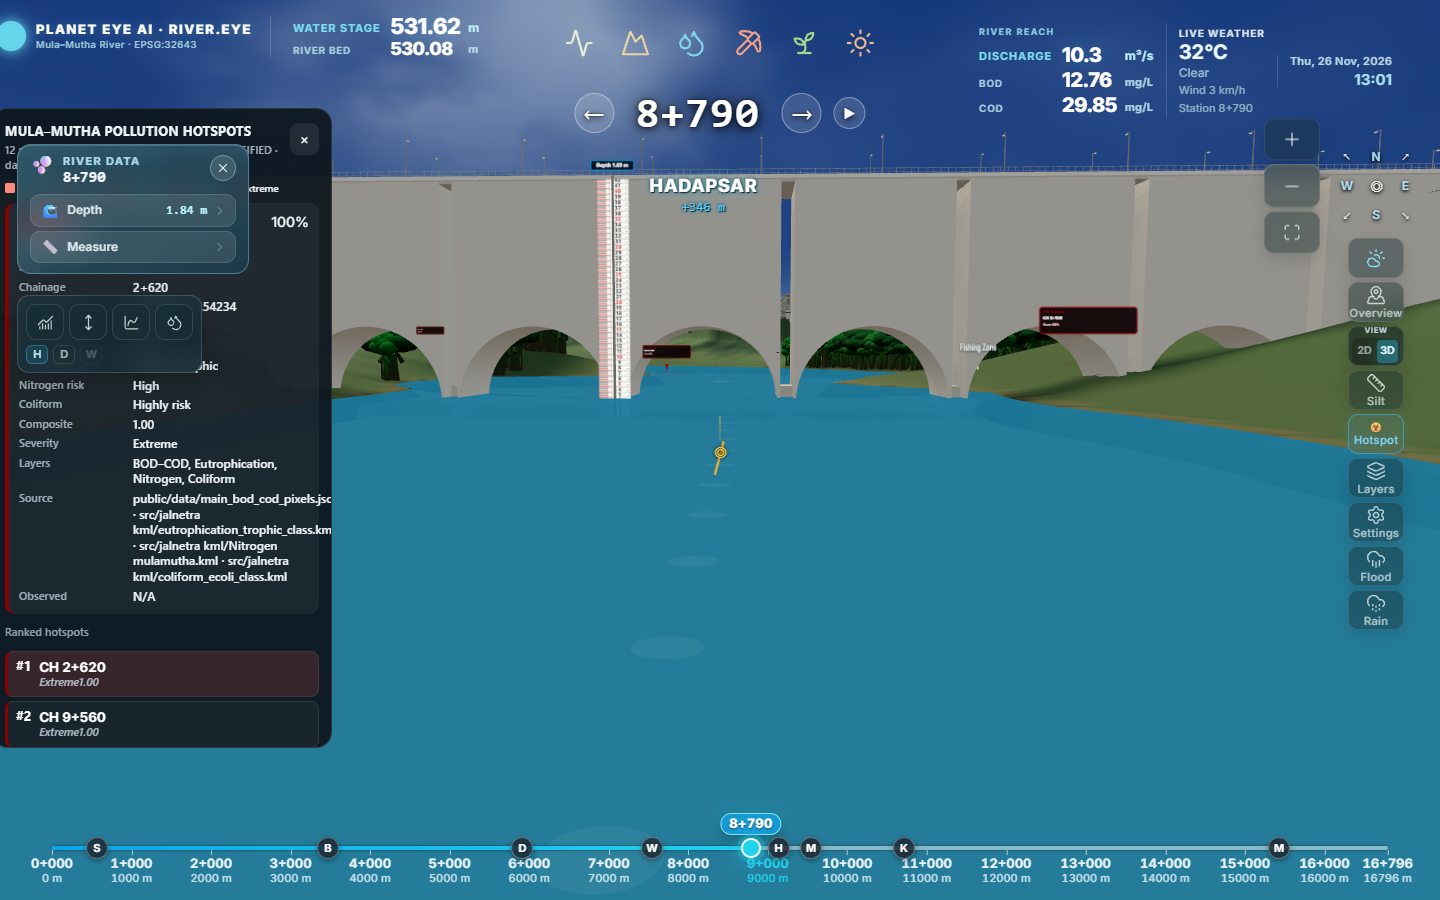 PLANET EYE AI · RIVER.EYE
Mula–Mutha River · EPSG:32643
WATER STAGE 531.62 m
RIVER BED 530.08 m
RIVER REACH
DISCHARGE 10.3 m³/s
BOD 12.76 mg/L
COD 29.85 mg/L
LIVE WEATHER
32°C
Clear
Wind 3 km/h
Station 8+790
Thu, 26 Nov, 2026
13:01
← 8+790 →
MULA–MUTHA POLLUTION HOTSPOTS
×
12
IFIED ·
da
xtreme
RIVER DATA
8+790
Depth 1.84 m
Measure
100%
Chainage 2+620
.54234
H D W
phic
Nitrogen risk High
Coliform Highly risk
Composite 1.00
Severity Extreme
Layers BOD–COD, Eutrophication,
Nitrogen, Coliform
Source public/data/main_bod_cod_pixels.jsc
· src/jalnetra
kml/eutrophication_trophic_class.km
· src/jalnetra kml/Nitrogen
mulamutha.kml · src/jalnetra
kml/coliform_ecoli_class.kml
Observed N/A
Ranked hotspots
#1 CH 2+620
Extreme1.00
#2 CH 9+560
Extreme1.00
Depth 1.69 m
HADAPSAR
+346 m
Fishing Zone
+
−
N
W E
S
Overview
VIEW
2D 3D
Silt
Hotspot
Layers
Settings
Flood
Rain
8+790
S B D W H M K M
0+000 1+000 2+000 3+000 4+000 5+000 6+000 7+000 8+000 9+000 10+000 11+000 12+000 13+000 14+000 15+000 16+000 16+796
0 m 1000 m 2000 m 3000 m 4000 m 5000 m 6000 m 7000 m 8000 m 9000 m 10000 m 11000 m 12000 m 13000 m 14000 m 15000 m 16000 m 16796 m